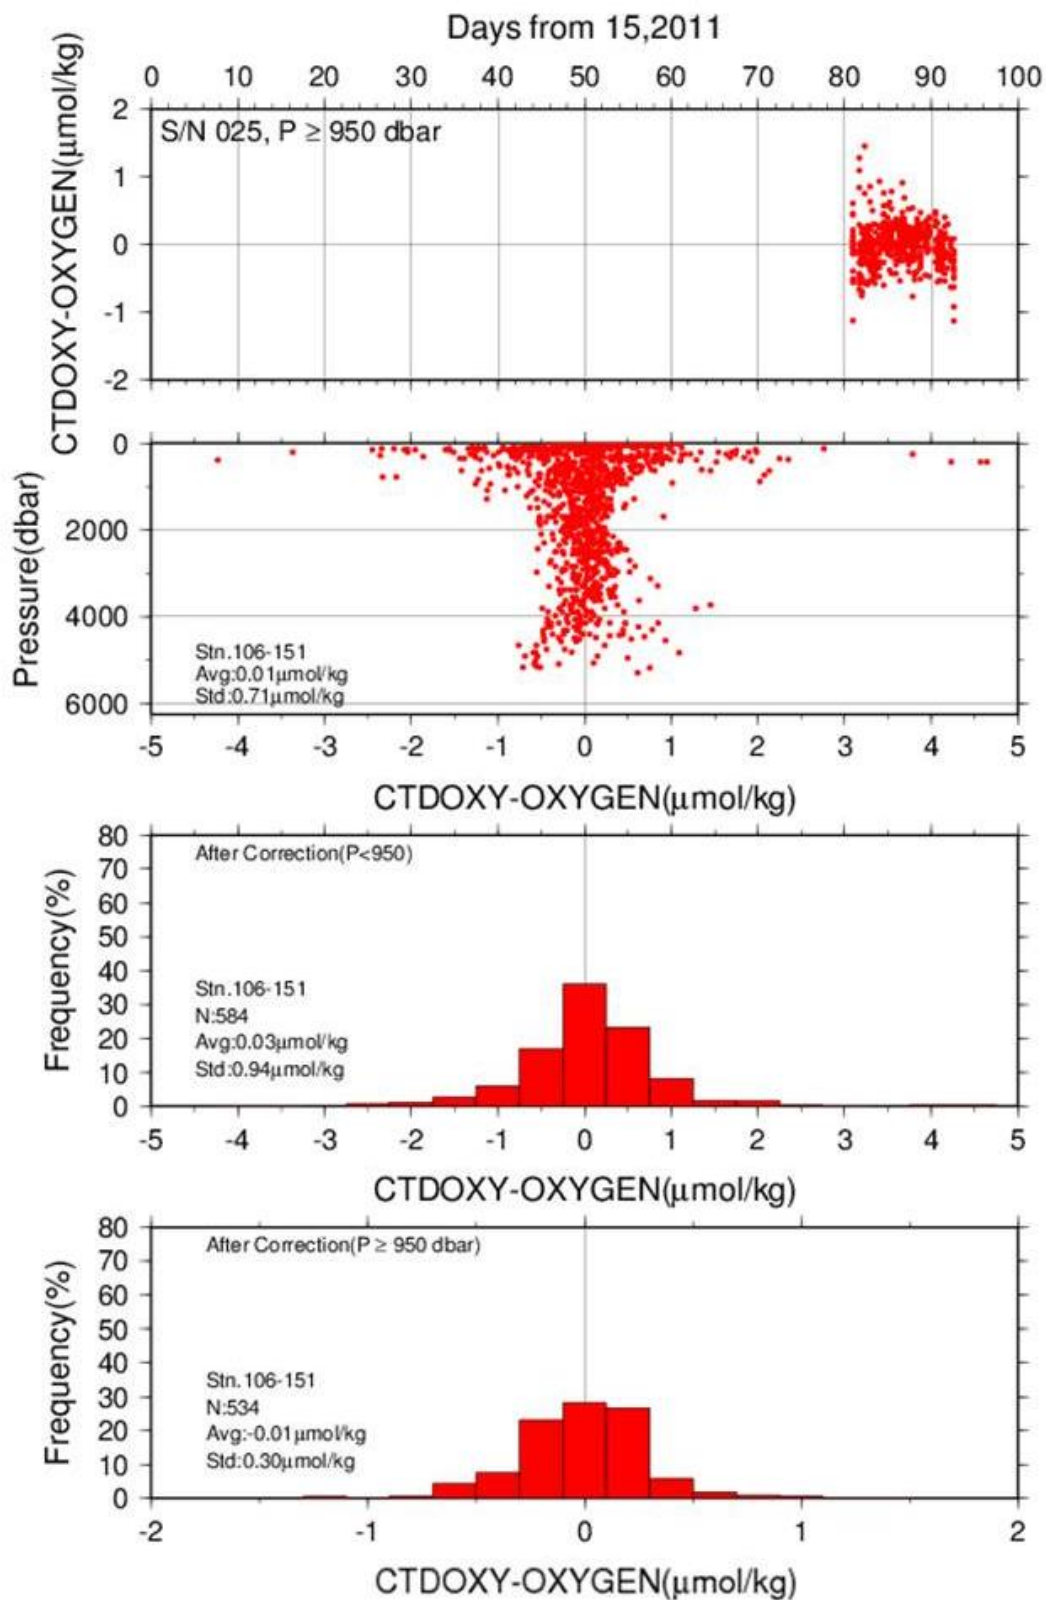 Days from 15,2011
0 10 20 30 40 50 60 70 80 90 100
CTDOXY-OXYGEN(μmol/kg)
2
S/N 025, P ≥ 950 dbar
1
0
-1
-2
Pressure(dbar)
0
2000
4000
Stn.106-151
Avg:0.01μmol/kg
Std:0.71μmol/kg
6000
-5 -4 -3 -2 -1 0 1 2 3 4 5
CTDOXY-OXYGEN(μmol/kg)
Frequency(%)
80
After Correction(P<950)
70
60
50
40
Stn.106-151
30
N:584
20
Avg:0.03μmol/kg
10
Std:0.94μmol/kg
0
-5 -4 -3 -2 -1 0 1 2 3 4 5
CTDOXY-OXYGEN(μmol/kg)
Frequency(%)
80
After Correction(P ≥ 950 dbar)
70
60
50
40
Stn.106-151
30
N:534
20
Avg:-0.01μmol/kg
10
Std:0.30μmol/kg
0
-2 -1 0 1 2
CTDOXY-OXYGEN(μmol/kg)